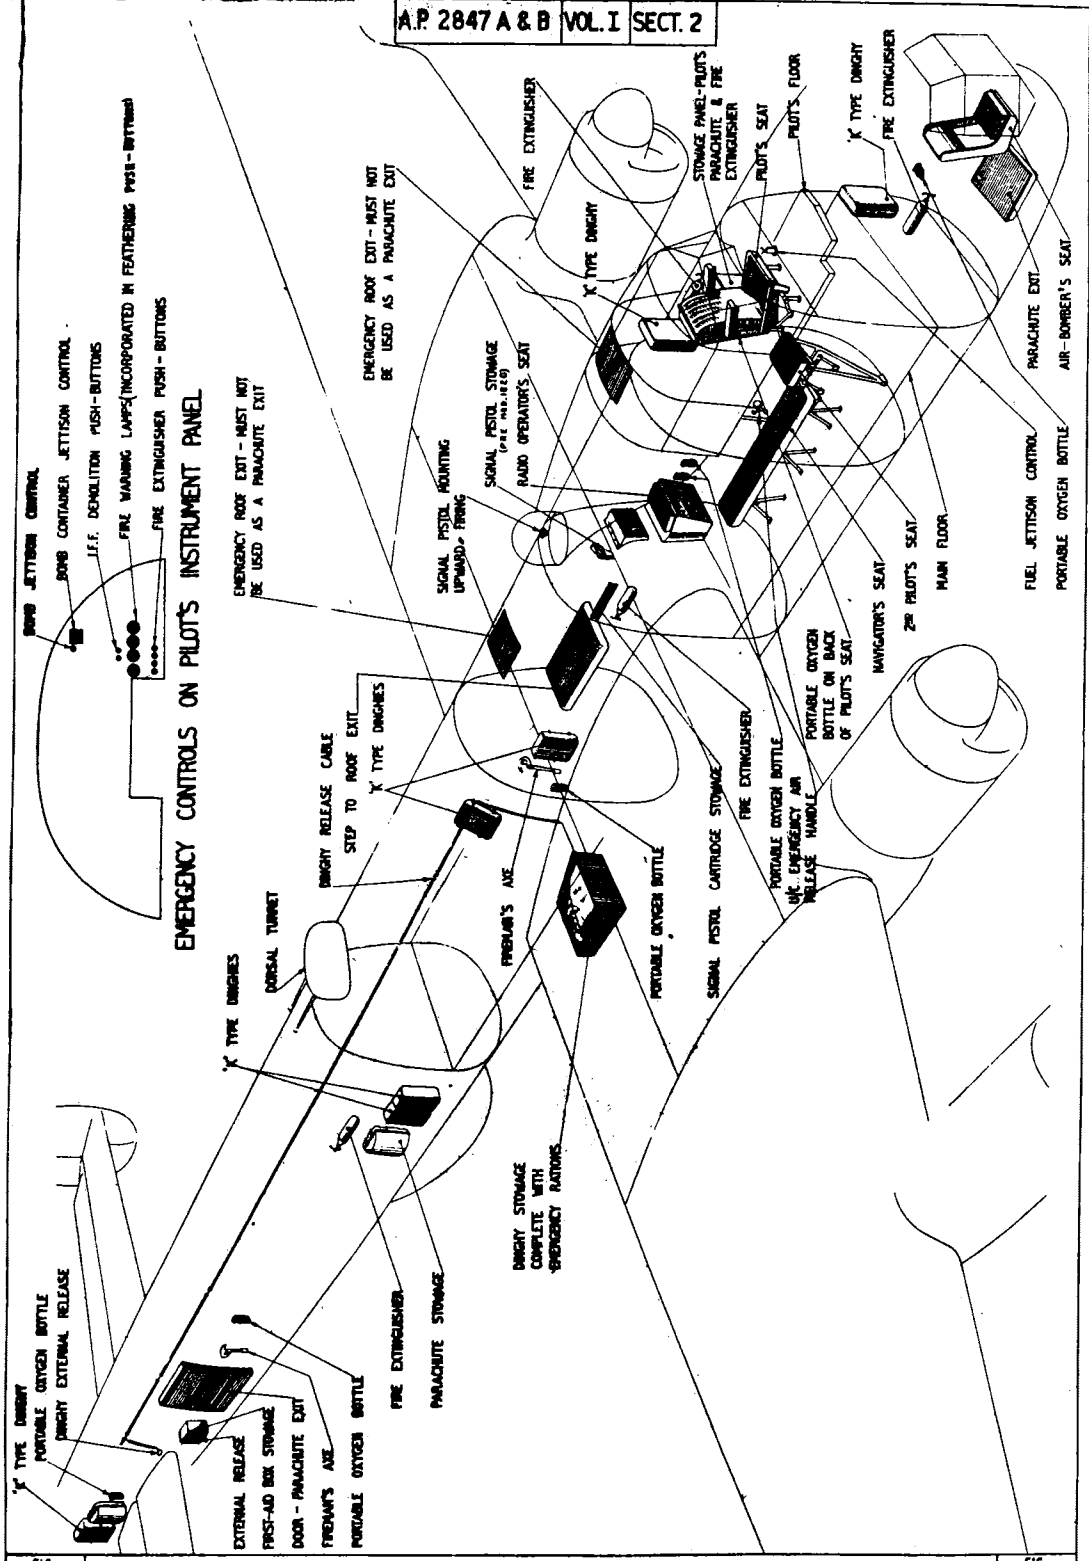 A.P. 2847 A & B VOL. I SECT. 2
BOMB JETTISON CONTROL
BOMB CONTAINER JETTISON CONTROL
I.F.F. DEMOLITION PUSH-BUTTONS
FIRE WARNING LAMPS(INCORPORATED IN FEATHERING PUSH-BUTTONS)
FIRE EXTINGUISHER PUSH-BUTTONS
EMERGENCY CONTROLS ON PILOT'S INSTRUMENT PANEL
'K' TYPE DINGHY
PORTABLE OXYGEN BOTTLE
DINGHY EXTERNAL RELEASE
'K' TYPE DINGHIES
DORSAL TURRET
DINGHY RELEASE CABLE
STEP TO ROOF EXIT
'K' TYPE DINGHIES
EMERGENCY ROOF EXIT - MUST NOT
BE USED AS A PARACHUTE EXIT
EMERGENCY ROOF EXIT - MUST NOT
BE USED AS A PARACHUTE EXIT
SIGNAL PISTOL MOUNTING
UPWARD FIRING
SIGNAL PISTOL STOWAGE
(PRE MOD.1820)
RADIO OPERATOR'S SEAT
'K' TYPE DINGHY
FIRE EXTINGUISHER
STOWAGE PANEL-PILOT'S
PARACHUTE & FIRE
EXTINGUISHER
PILOT'S SEAT
PILOT'S FLOOR
'K' TYPE DINGHY
FIRE EXTINGUISHER
EXTERNAL RELEASE
FIRST-AID BOX STOWAGE
DOOR - PARACHUTE EXIT
FIREMAN'S AXE
PORTABLE OXYGEN BOTTLE
FIRE EXTINGUISHER
PARACHUTE STOWAGE
DINGHY STOWAGE
COMPLETE WITH
EMERGENCY RATIONS
FIREMAN'S AXE
PORTABLE OXYGEN BOTTLE
SIGNAL PISTOL CARTRIDGE STOWAGE
FIRE EXTINGUISHER
PORTABLE OXYGEN BOTTLE
U/C EMERGENCY AIR
RELEASE HANDLE
PORTABLE OXYGEN
BOTTLE ON BACK
OF PILOT'S SEAT
NAVIGATOR'S SEAT
2ND PILOT'S SEAT
MAIN FLOOR
FUEL JETTISON CONTROL
PORTABLE OXYGEN BOTTLE
PARACHUTE EXIT
AIR-BOMBER'S SEAT